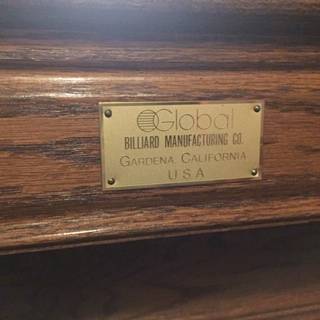 Global
BILLIARD MANUFACTURING CO.
GARDENA, CALIFORNIA
U.S.A